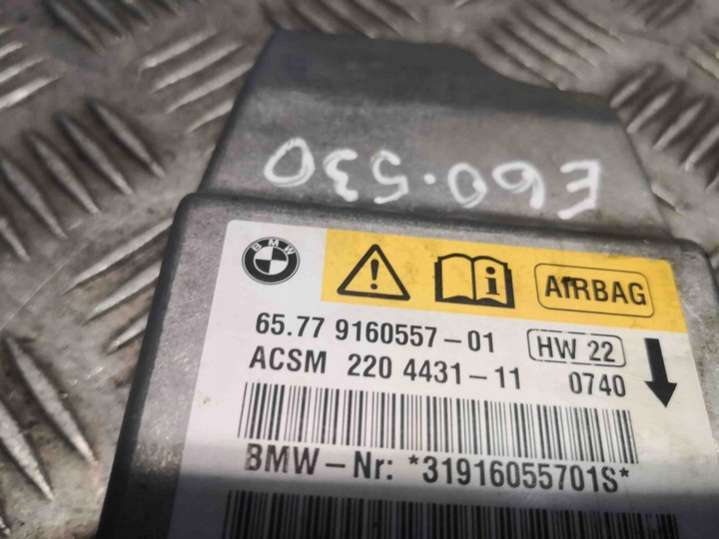 E60.530
BMW
AIRBAG
65.77 9160557-01
HW 22
ACSM 220 4431-11 0740
BMW-Nr: *31916055701S*